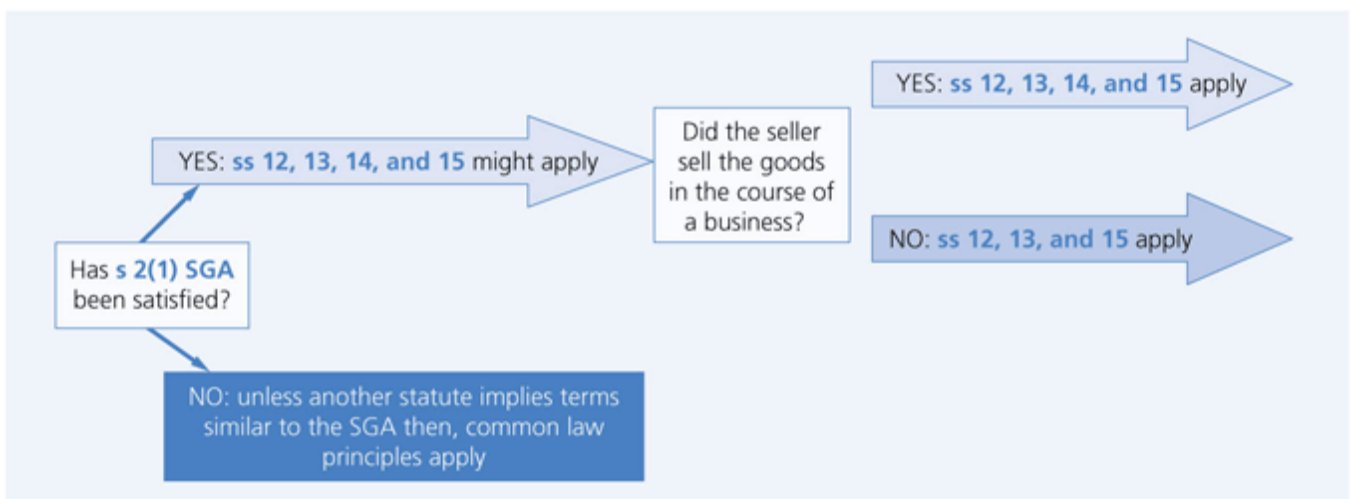 Has s 2(1) SGA
been satisfied?
YES: ss 12, 13, 14, and 15 might apply
NO: unless another statute implies terms
similar to the SGA then, common law
principles apply
Did the seller
sell the goods
in the course of
a business?
YES: ss 12, 13, 14, and 15 apply
NO: ss 12, 13, and 15 apply